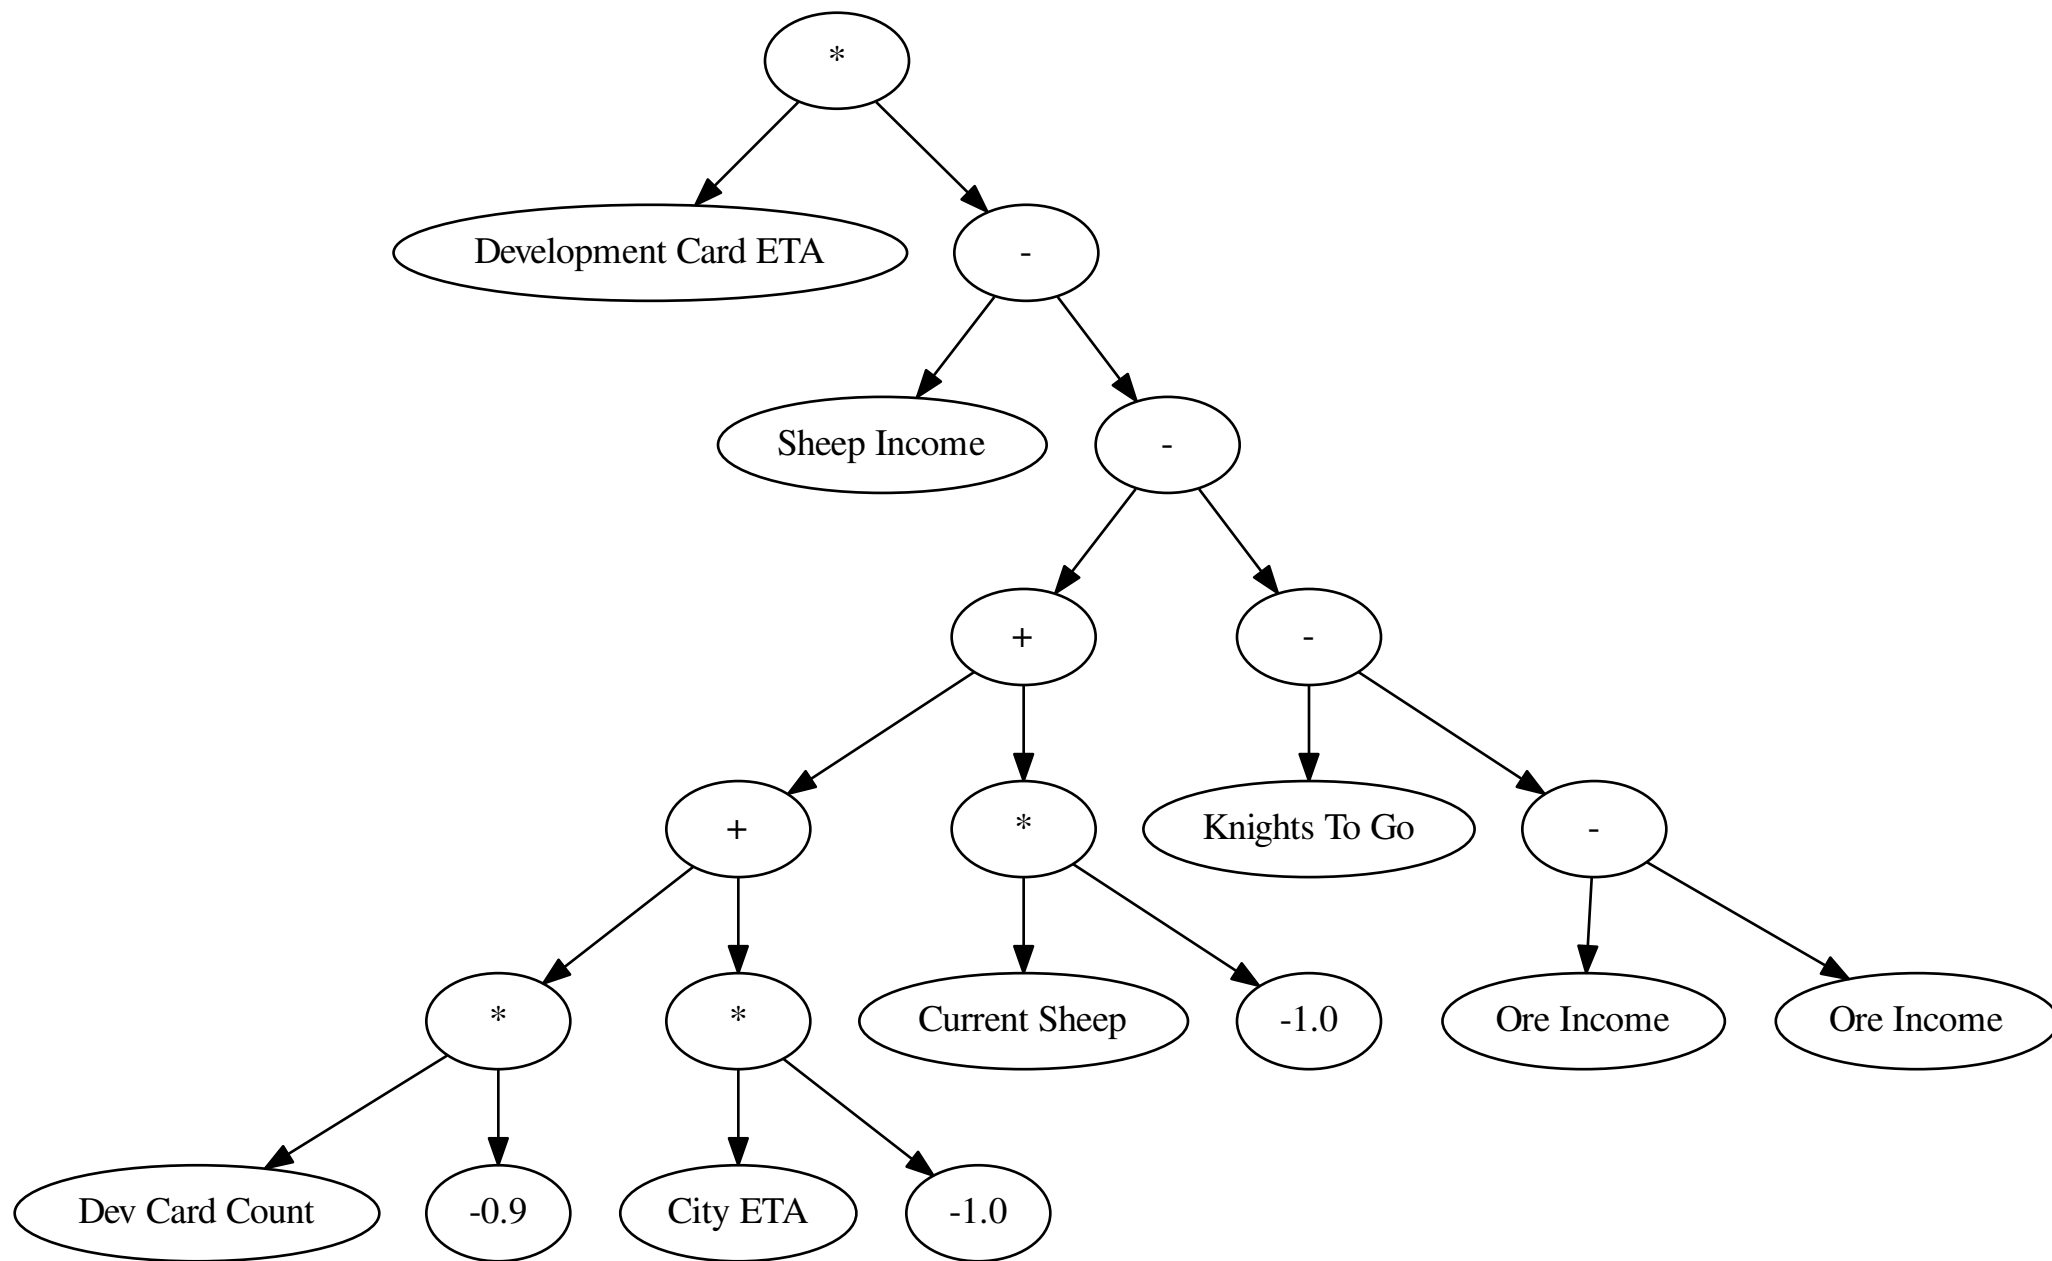 *
Development Card ETA
-
Sheep Income
-
+
-
+
*
Knights To Go
-
*
*
Current Sheep
-1.0
Ore Income
Ore Income
Dev Card Count
-0.9
City ETA
-1.0